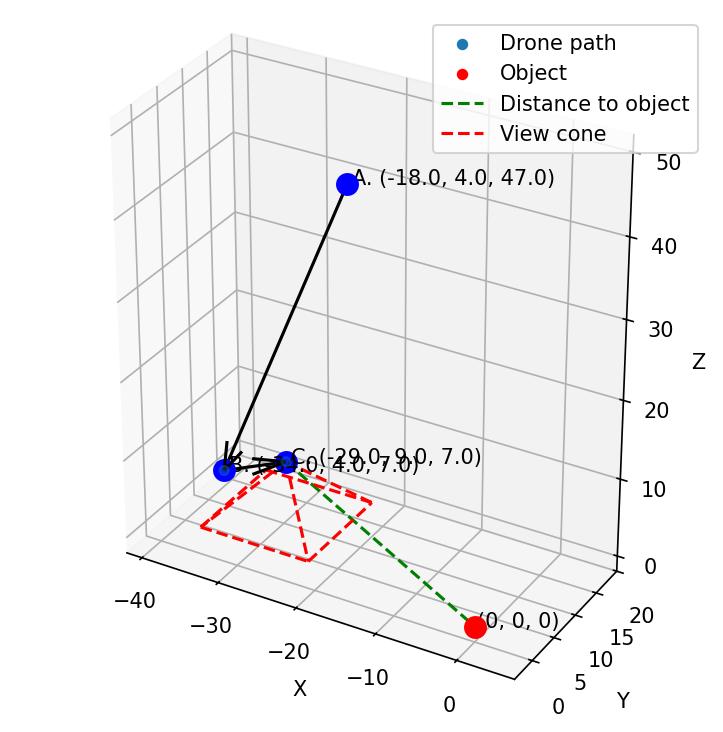 Drone path
Object
Distance to object
View cone
A. (-18.0, 4.0, 47.0)
C. (-29.0, 9.0, 7.0)
B. (-34.0, 4.0, 7.0)
(0, 0, 0)
50
40
30
20
10
0
Z
−40
−30
−20
−10
0
X
20
15
10
5
0
Y